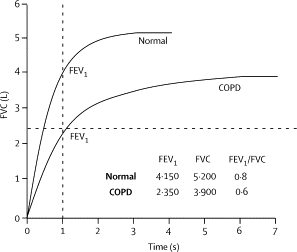 6
5
4
3
2
1
0
FVC (L)
Normal
FEV1
COPD
FEV1
FEV1 FVC FEV1/FVC
Normal 4·150 5·200 0·8
COPD 2·350 3·900 0·6
0 1 2 3 4 5 6 7
Time (s)